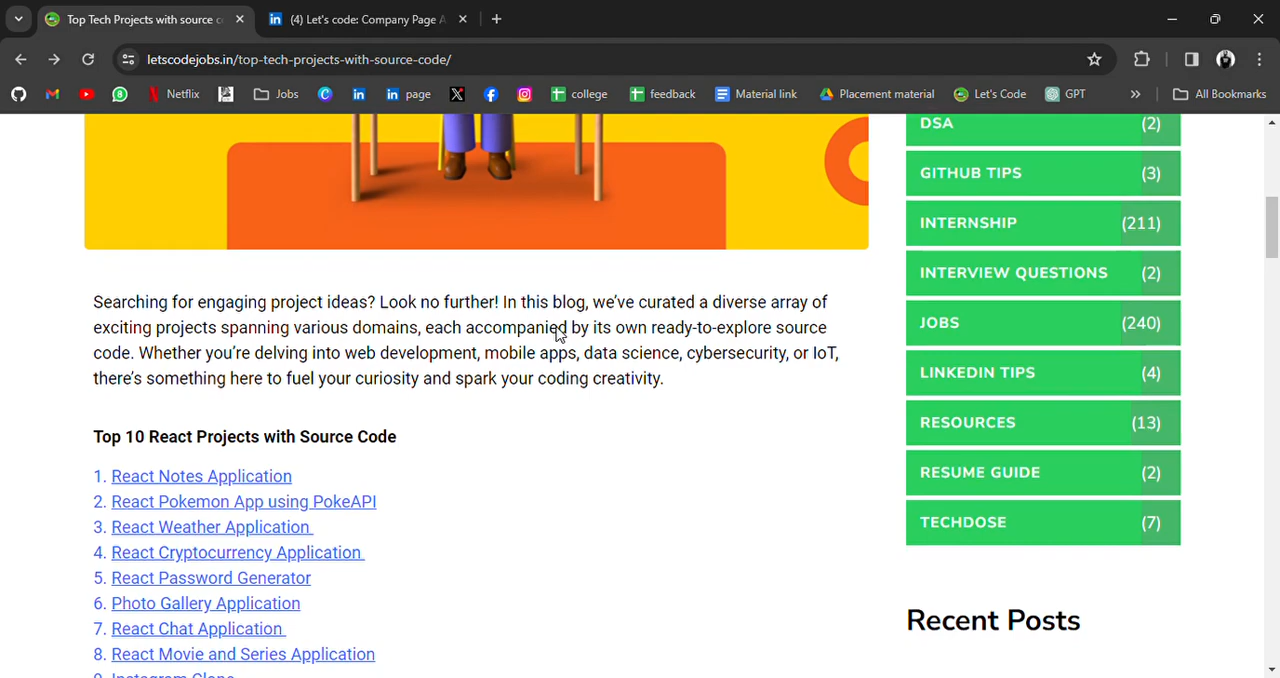 Top Tech Projects with source c
(4) Let's code: Company Page A
letscodejobs.in/top-tech-projects-with-source-code/
Netflix
Jobs
page
college
feedback
Material link
Placement material
Let's Code
GPT
All Bookmarks
Searching for engaging project ideas? Look no further! In this blog, we've curated a diverse array of
exciting projects spanning various domains, each accompanied by its own ready-to-explore source
code. Whether you're delving into web development, mobile apps, data science, cybersecurity, or IoT,
there's something here to fuel your curiosity and spark your coding creativity.
Top 10 React Projects with Source Code
1. React Notes Application
2. React Pokemon App using PokeAPI
3. React Weather Application
4. React Cryptocurrency Application
5. React Password Generator
6. Photo Gallery Application
7. React Chat Application
8. React Movie and Series Application
9. Instagram Clone
DSA (2)
GITHUB TIPS (3)
INTERNSHIP (211)
INTERVIEW QUESTIONS (2)
JOBS (240)
LINKEDIN TIPS (4)
RESOURCES (13)
RESUME GUIDE (2)
TECHDOSE (7)
Recent Posts